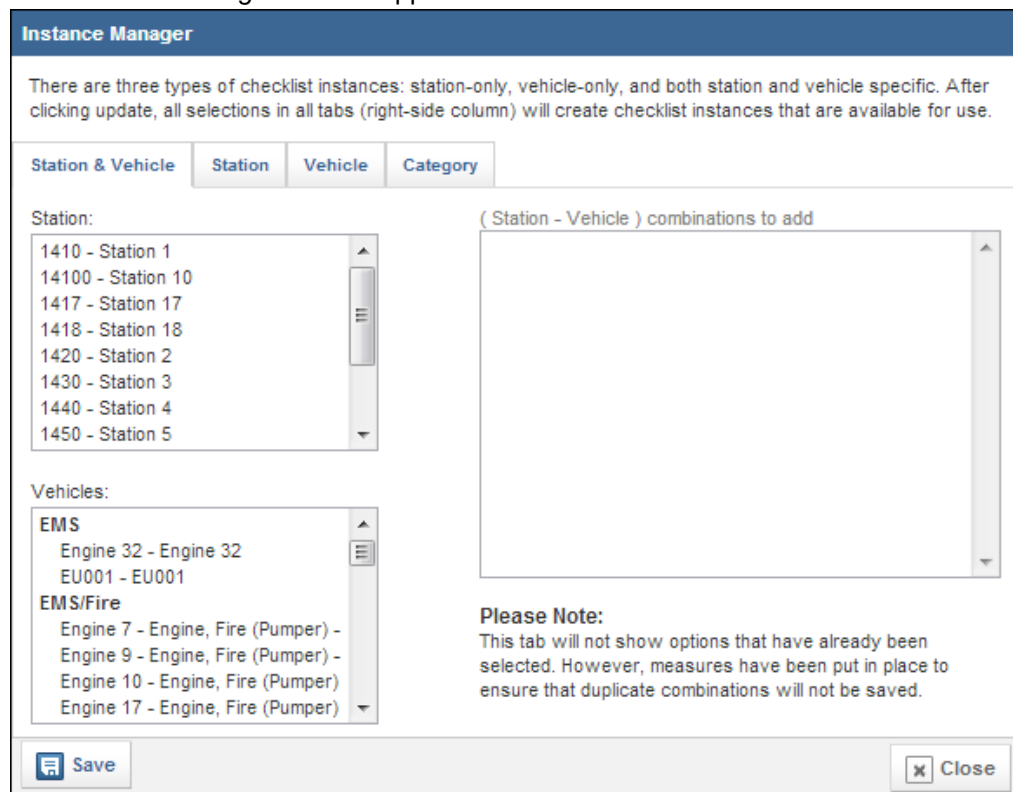 Instance Manager
There are three types of checklist instances: station-only, vehicle-only, and both station and vehicle specific. After
clicking update, all selections in all tabs (right-side column) will create checklist instances that are available for use.
Station & Vehicle Station Vehicle Category
Station:
1410 - Station 1
14100 - Station 10
1417 - Station 17
1418 - Station 18
1420 - Station 2
1430 - Station 3
1440 - Station 4
1450 - Station 5
( Station - Vehicle ) combinations to add
Vehicles:
EMS
Engine 32 - Engine 32
EU001 - EU001
EMS/Fire
Engine 7 - Engine, Fire (Pumper) -
Engine 9 - Engine, Fire (Pumper) -
Engine 10 - Engine, Fire (Pumper)
Engine 17 - Engine, Fire (Pumper)
Please Note:
This tab will not show options that have already been
selected. However, measures have been put in place to
ensure that duplicate combinations will not be saved.
Save
Close